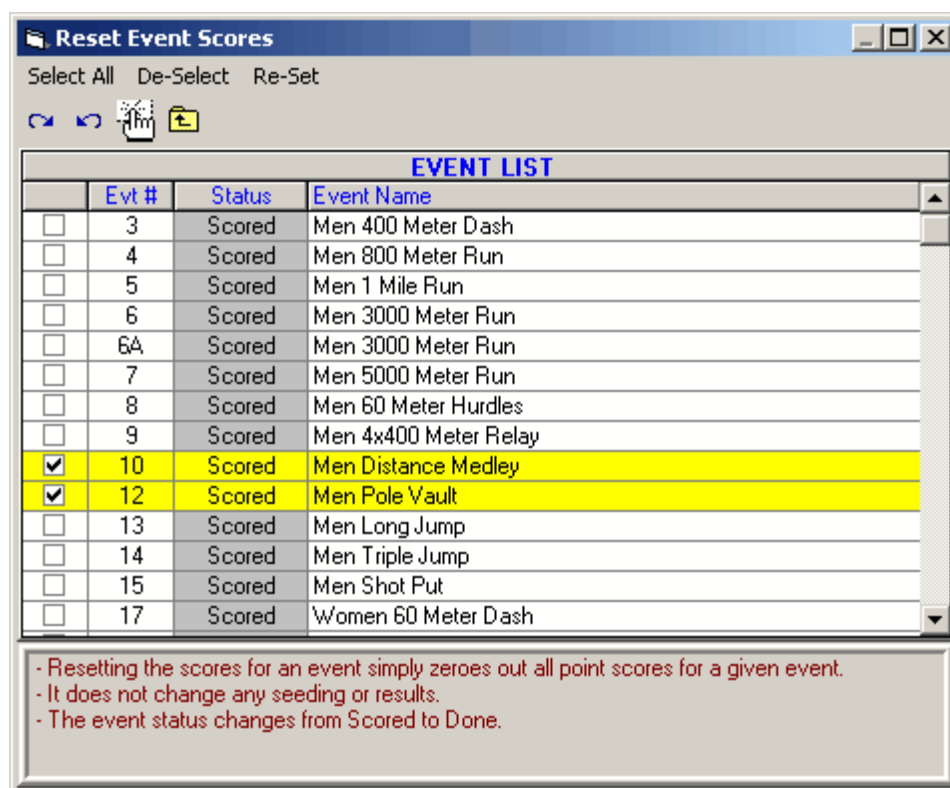 Reset Event Scores
Select All De-Select Re-Set
EVENT LIST
Evt # Status Event Name
3 Scored Men 400 Meter Dash
4 Scored Men 800 Meter Run
5 Scored Men 1 Mile Run
6 Scored Men 3000 Meter Run
6A Scored Men 3000 Meter Run
7 Scored Men 5000 Meter Run
8 Scored Men 60 Meter Hurdles
9 Scored Men 4x400 Meter Relay
10 Scored Men Distance Medley
12 Scored Men Pole Vault
13 Scored Men Long Jump
14 Scored Men Triple Jump
15 Scored Men Shot Put
17 Scored Women 60 Meter Dash
- Resetting the scores for an event simply zeroes out all point scores for a given event.
- It does not change any seeding or results.
- The event status changes from Scored to Done.